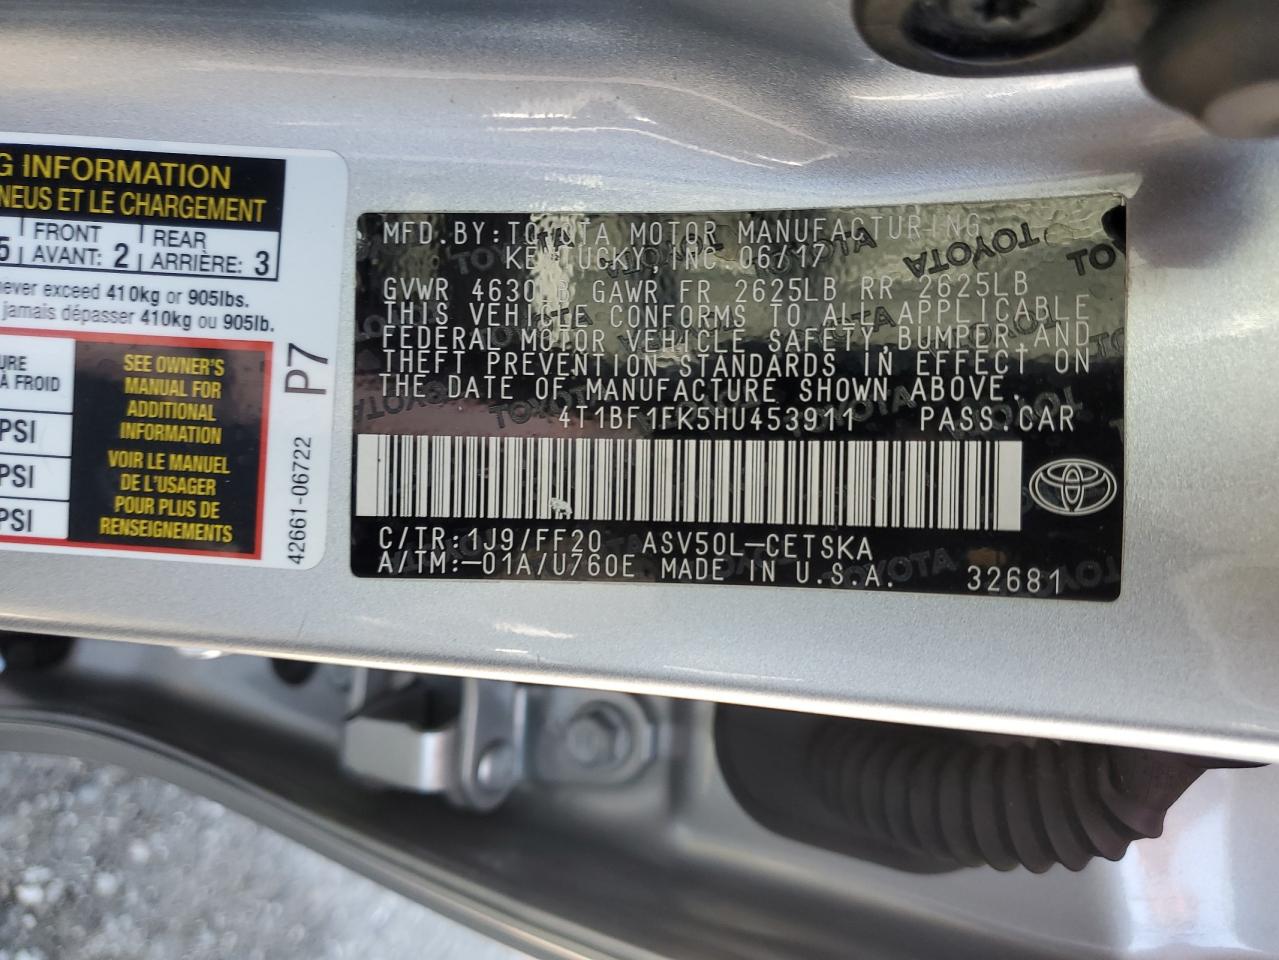 G INFORMATION
NEUS ET LE CHARGEMENT
5 FRONT AVANT: 2 REAR ARRIÈRE: 3
never exceed 410kg or 905lbs.
jamais dépasser 410kg ou 905lb.
URE
À FROID
PSI
PSI
PSI
SEE OWNER'S
MANUAL FOR
ADDITIONAL
INFORMATION
VOIR LE MANUEL
DE L'USAGER
POUR PLUS DE
RENSEIGNEMENTS
P7
42661-06722
MFD.BY:TOYOTA MOTOR MANUFACTURING
KENTUCKY,INC 06/17
GVWR 4630LB GAWR FR 2625LB RR 2625LB
THIS VEHICLE CONFORMS TO ALL APPLICABLE
FEDERAL MOTOR VEHICLE SAFETY,BUMPER,AND
THEFT PREVENTION STANDARDS IN EFFECT ON
THE DATE OF MANUFACTURE SHOWN ABOVE.
4T1BF1FK5HU453911 PASS.CAR
C/TR:1J9/FF20 ASV50L-CETSKA
A/TM:-01A/U760E MADE IN U.S.A. 32681